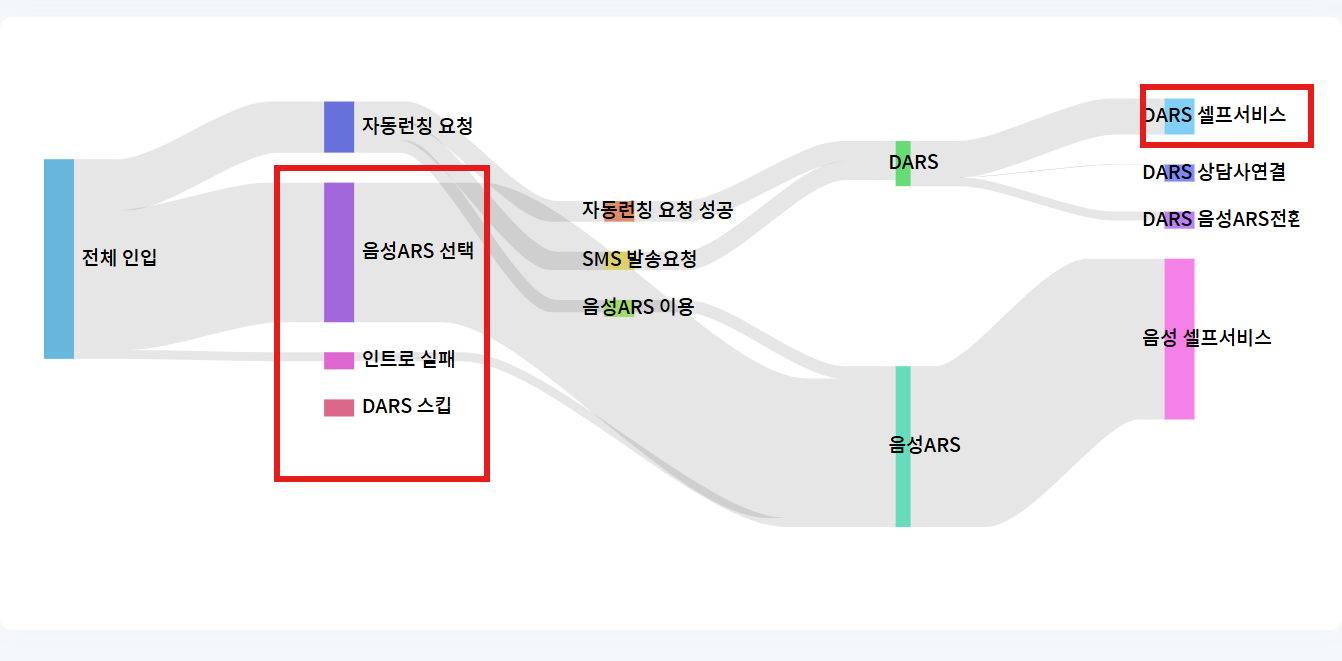 전체 인입
자동런칭 요청
음성ARS 선택
인트로 실패
DARS 스킵
자동런칭 요청 성공
SMS 발송요청
음성ARS 이용
DARS
음성ARS
DARS 셀프서비스
DARS 상담사연결
DARS 음성ARS전환
음성 셀프서비스